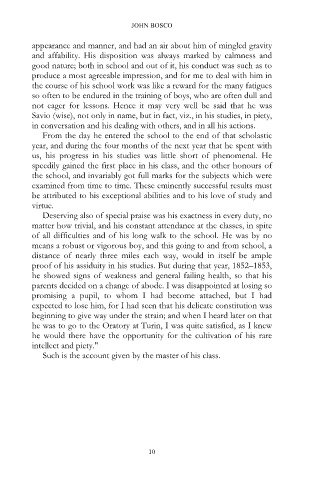 JOHN BOSCO
appearance and manner, and had an air about him of mingled gravity
and affability. His disposition was always marked by calmness and
good nature; both in school and out of it, his conduct was such as to
produce a most agreeable impression, and for me to deal with him in
the course of his school work was like a reward for the many fatigues
so often to be endured in the training of boys, who are often dull and
not eager for lessons. Hence it may very well be said that he was
Savio (wise), not only in name, but in fact, viz., in his studies, in piety,
in conversation and his dealing with others, and in all his actions.
From the day he entered the school to the end of that scholastic
year, and during the four months of the next year that he spent with
us, his progress in his studies was little short of phenomenal. He
speedily gained the first place in his class, and the other honours of
the school, and invariably got full marks for the subjects which were
examined from time to time. These eminently successful results must
be attributed to his exceptional abilities and to his love of study and
virtue.
Deserving also of special praise was his exactness in every duty, no
matter how trivial, and his constant attendance at the classes, in spite
of all difficulties and of his long walk to the school. He was by no
means a robust or vigorous boy, and this going to and from school, a
distance of nearly three miles each way, would in itself be ample
proof of his assiduity in his studies. But during that year, 1852–1853,
he showed signs of weakness and general failing health, so that his
parents decided on a change of abode. I was disappointed at losing so
promising a pupil, to whom I had become attached, but I had
expected to lose him, for I had seen that his delicate constitution was
beginning to give way under the strain; and when I heard later on that
he was to go to the Oratory at Turin, I was quite satisfied, as I knew
he would there have the opportunity for the cultivation of his rare
intellect and piety."
Such is the account given by the master of his class.
10